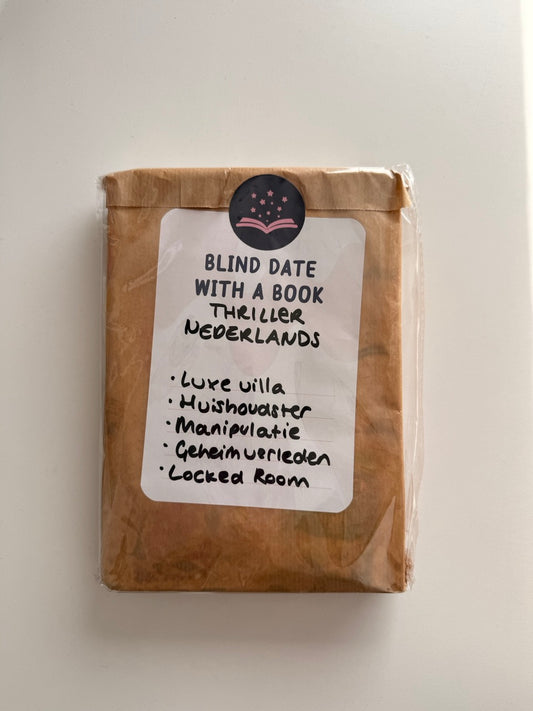 BLIND DATE
WITH A BOOK
THRILLER
NEDERLANDS
• Luxe villa
• Huishoudster
• Manipulatie
• Geheim verleden
• Locked Room